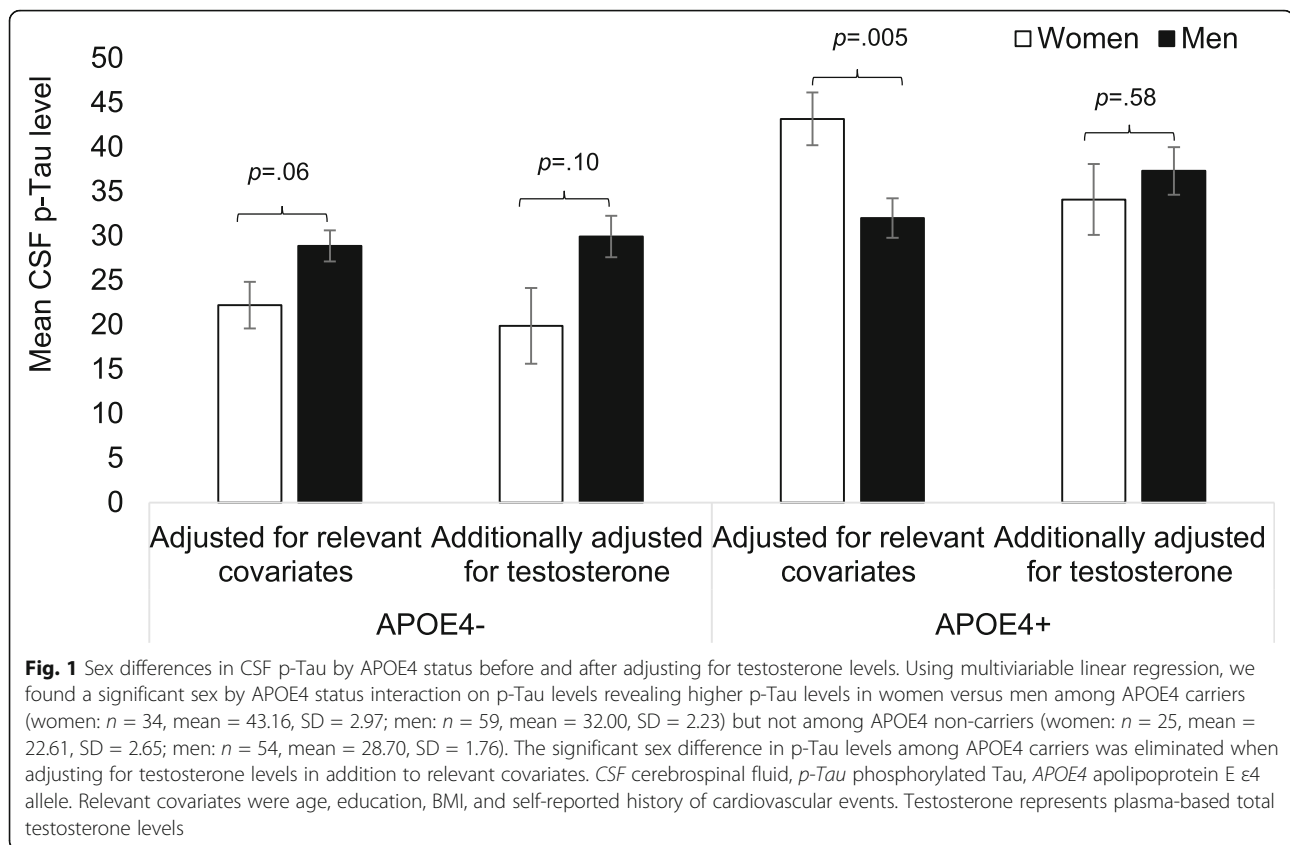 Women Men
p=.005
p=.58
p=.06
p=.10
Mean CSF p-Tau level
50
45
40
35
30
25
20
15
10
5
0
Adjusted for relevant Additionally adjusted Adjusted for relevant Additionally adjusted
covariates for testosterone covariates for testosterone
APOE4- APOE4+
Fig. 1 Sex differences in CSF p-Tau by APOE4 status before and after adjusting for testosterone levels. Using multivariable linear regression, we
found a significant sex by APOE4 status interaction on p-Tau levels revealing higher p-Tau levels in women versus men among APOE4 carriers
(women: n = 34, mean = 43.16, SD = 2.97; men: n = 59, mean = 32.00, SD = 2.23) but not among APOE4 non-carriers (women: n = 25, mean =
22.61, SD = 2.65; men: n = 54, mean = 28.70, SD = 1.76). The significant sex difference in p-Tau levels among APOE4 carriers was eliminated when
adjusting for testosterone levels in addition to relevant covariates. CSF cerebrospinal fluid, p-Tau phosphorylated Tau, APOE4 apolipoprotein E ε4
allele. Relevant covariates were age, education, BMI, and self-reported history of cardiovascular events. Testosterone represents plasma-based total
testosterone levels